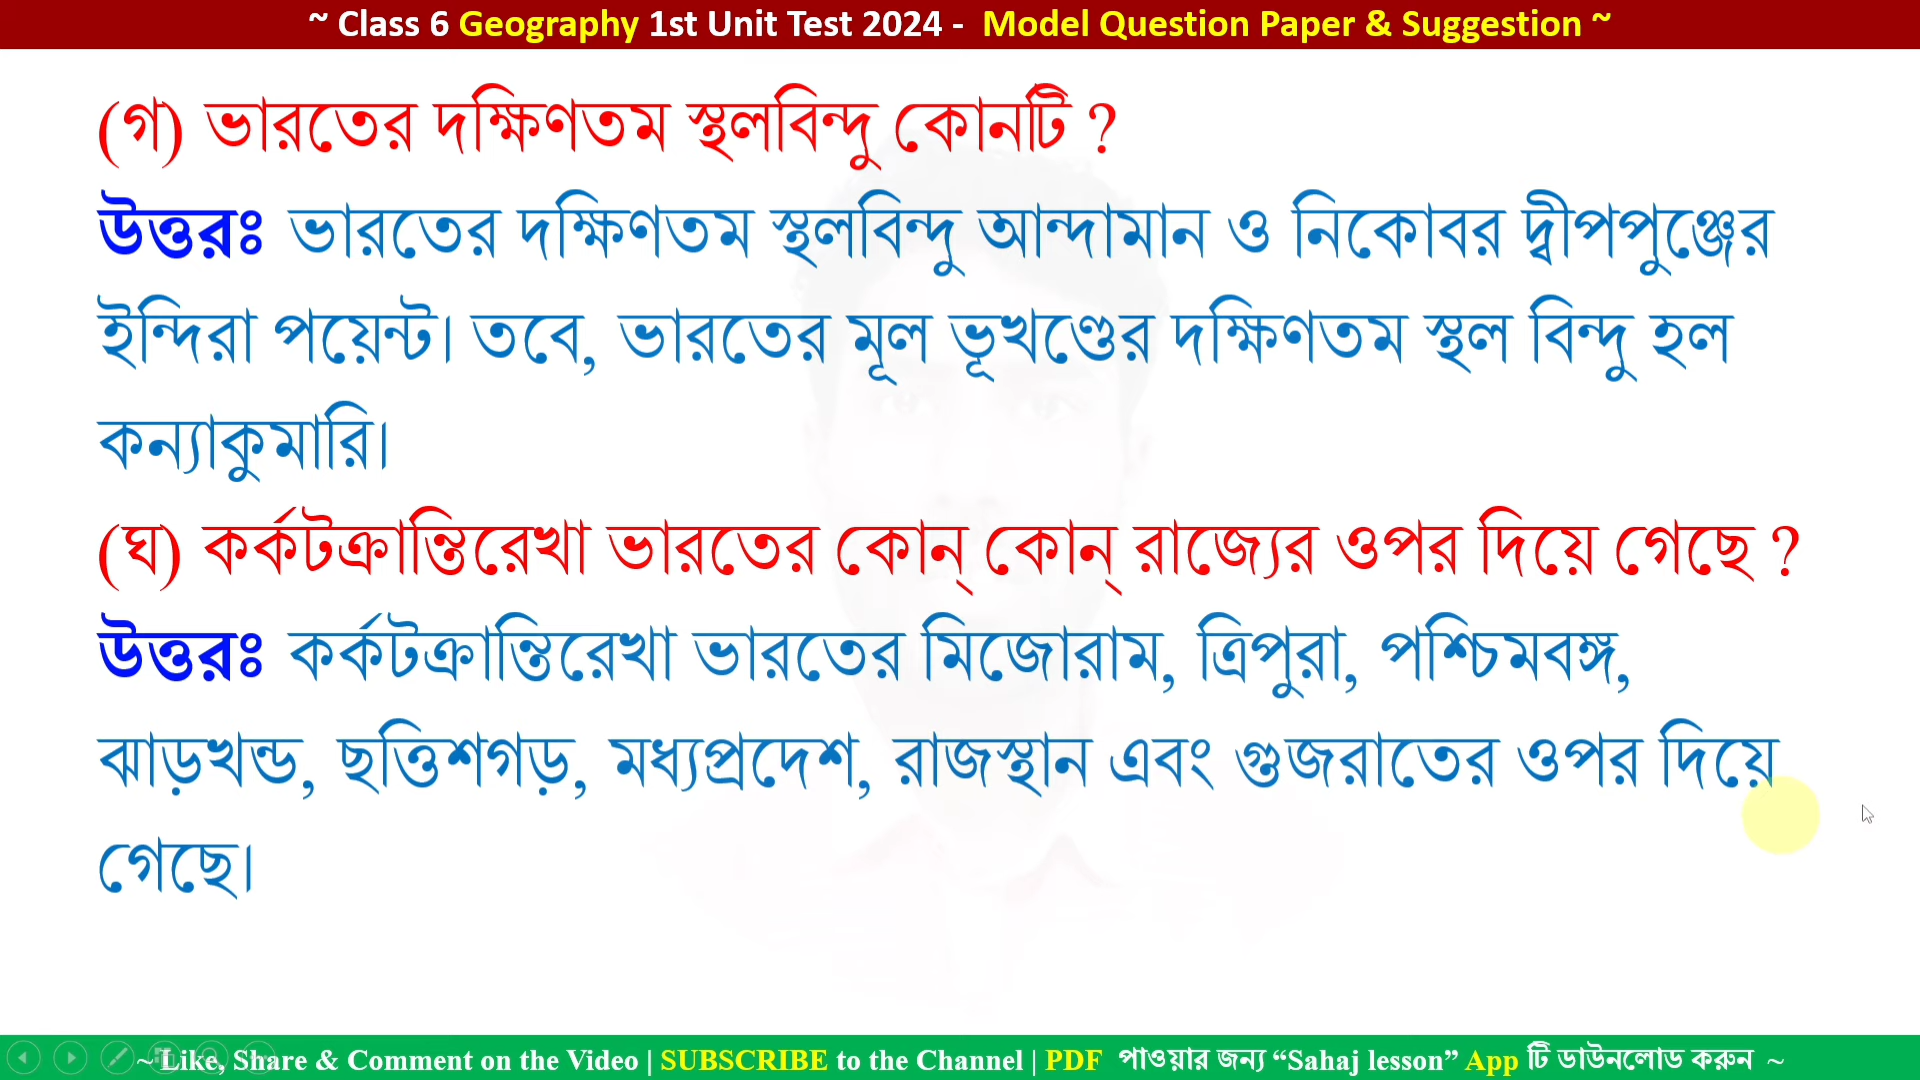 ~ Class 6 Geography 1st Unit Test 2024 - Model Question Paper & Suggestion ~
(গ) ভারতের দক্ষিণতম স্থলবিন্দু কোনটি ?
উত্তরঃ ভারতের দক্ষিণতম স্থলবিন্দু আন্দামান ও নিকোবর দ্বীপপুঞ্জের
ইন্দিরা পয়েন্ট। তবে, ভারতের মূল ভূখণ্ডের দক্ষিণতম স্থল বিন্দু হল
কন্যাকুমারি।
(ঘ) কর্কটক্রান্তিরেখা ভারতের কোন্ কোন্ রাজ্যের ওপর দিয়ে গেছে ?
উত্তরঃ কর্কটক্রান্তিরেখা ভারতের মিজোরাম, ত্রিপুরা, পশ্চিমবঙ্গ,
ঝাড়খন্ড, ছত্তিশগড়, মধ্যপ্রদেশ, রাজস্থান এবং গুজরাতের ওপর দিয়ে
গেছে।
~ Like, Share & Comment on the Video | SUBSCRIBE to the Channel | PDF পাওয়ার জন্য “Sahaj lesson” App টি ডাউনলোড করুন ~